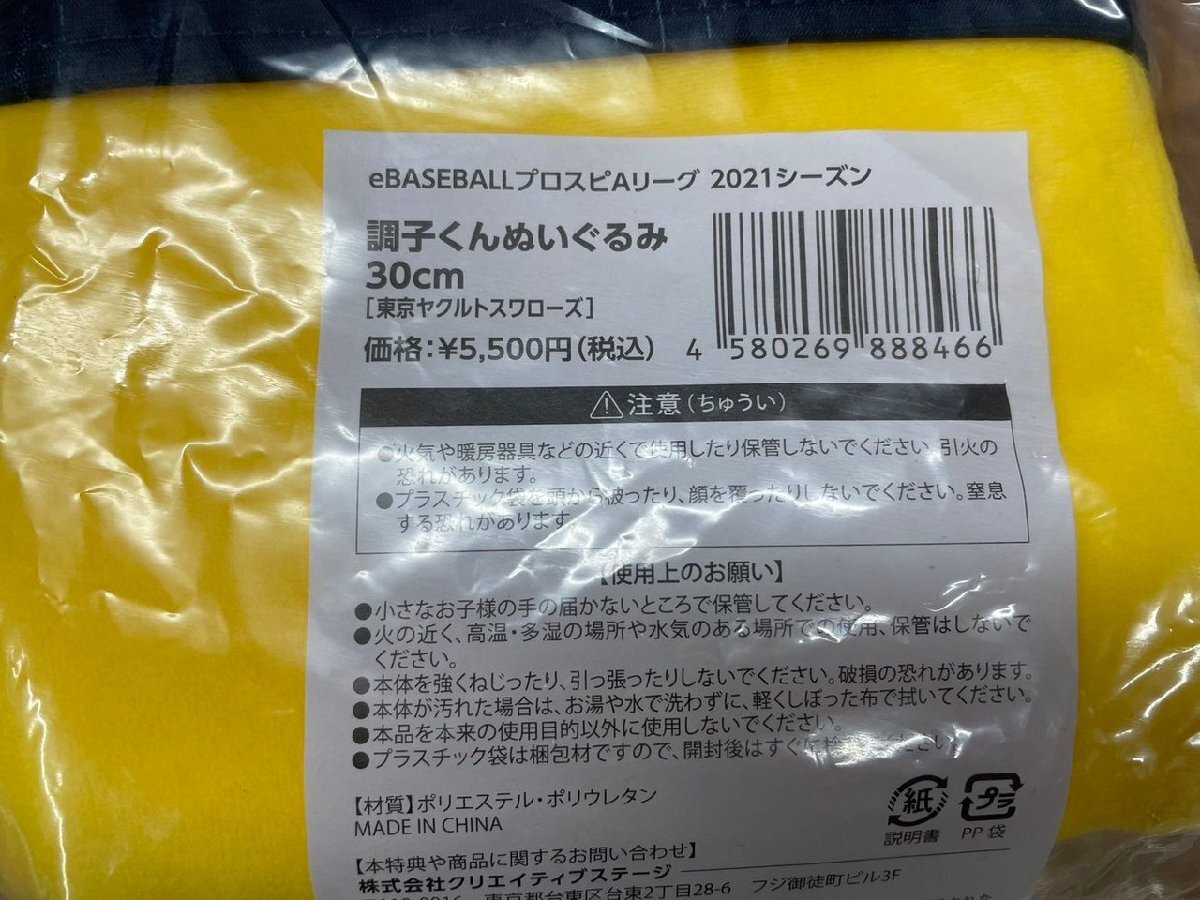 eBASEBALLプロスピAリーグ 2021シーズン
調子くんぬいぐるみ
30cm
[東京ヤクルトスワローズ]
価格：¥5,500円(税込)
4 580269 888466
注意(ちゅうい)
●火気や暖房器具などの近くで使用したり保管しないでください。引火の
恐れがあります。
●プラスチック袋を頭から被ったり、顔を覆ったりしないでください。窒息
する恐れがあります。
【使用上のお願い】
●小さなお子様の手の届かないところで保管してください。
●火の近く、高温・多湿の場所や水気のある場所での使用、保管はしないで
ください。
●本体を強くねじったり、引っ張ったりしないでください。破損の恐れがあります。
●本体が汚れた場合は、お湯や水で洗わずに、軽くしぼった布で拭いてください。
●本品を本来の使用目的以外に使用しないでください。
●プラスチック袋は梱包材ですので、開封後はすぐに ください。
【材質】ポリエステル・ポリウレタン
MADE IN CHINA
紙 プラ
説明書 PP 袋
【本特典や商品に関するお問い合わせ】
株式会社クリエイティブステージ
東京都台東区台東2丁目28-6 フジ御徒町ビル3F